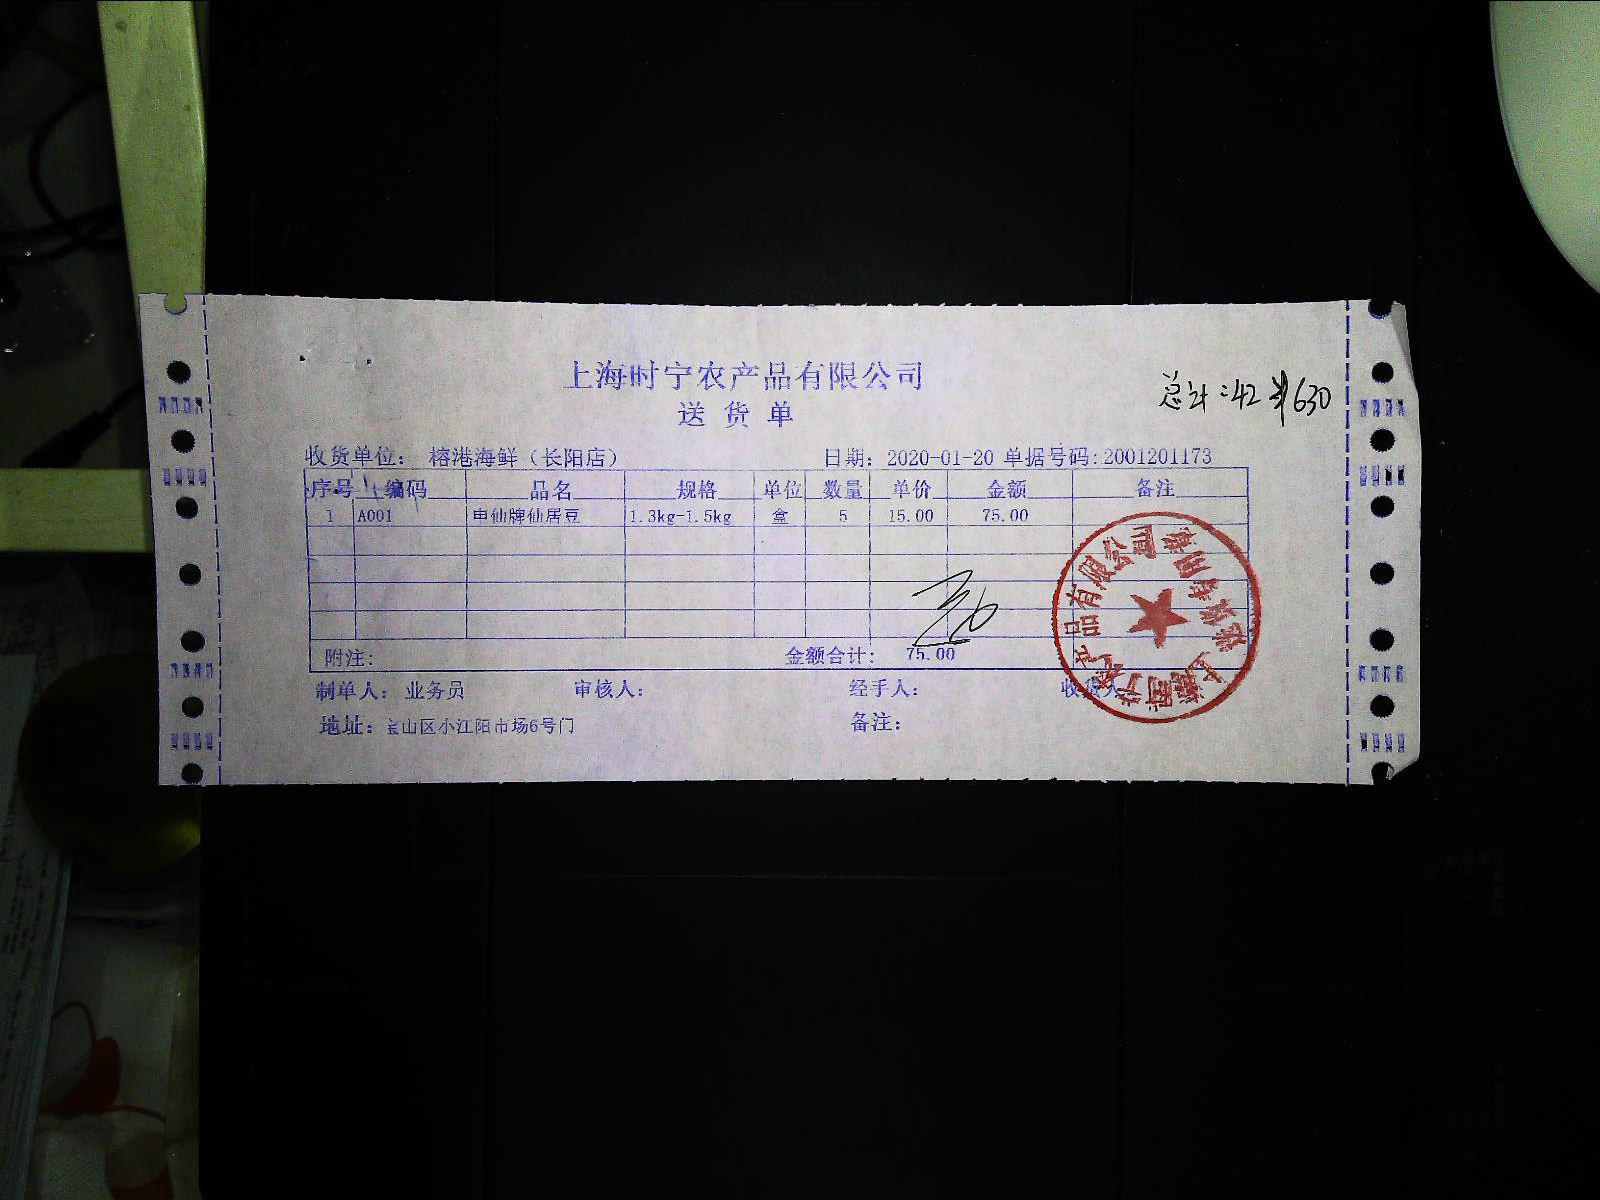 上海时宁农产品有限公司
送货单
总计:42 ¥630
收货单位: 榕港海鲜(长阳店) 日期: 2020-01-20 单据号码:2001201173
序号 编码 品名 规格 单位 数量 单价 金额 备注
1 A001 申仙牌仙居豆 1.3kg-1.5kg 盒 5 15.00 75.00
附注: 金额合计: 75.00
制单人: 业务员 审核人: 经手人: 收货人
地址: 宝山区小江阳市场6号门 备注: